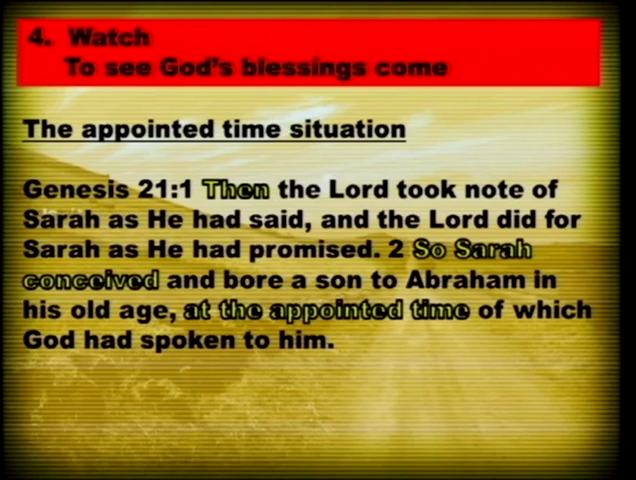 4. Watch
To see God's blessings come
The appointed time situation
Genesis 21:1 Then the Lord took note of
Sarah as He had said, and the Lord did for
Sarah as He had promised. 2 So Sarah
conceived and bore a son to Abraham in
his old age, at the appointed time of which
God had spoken to him.